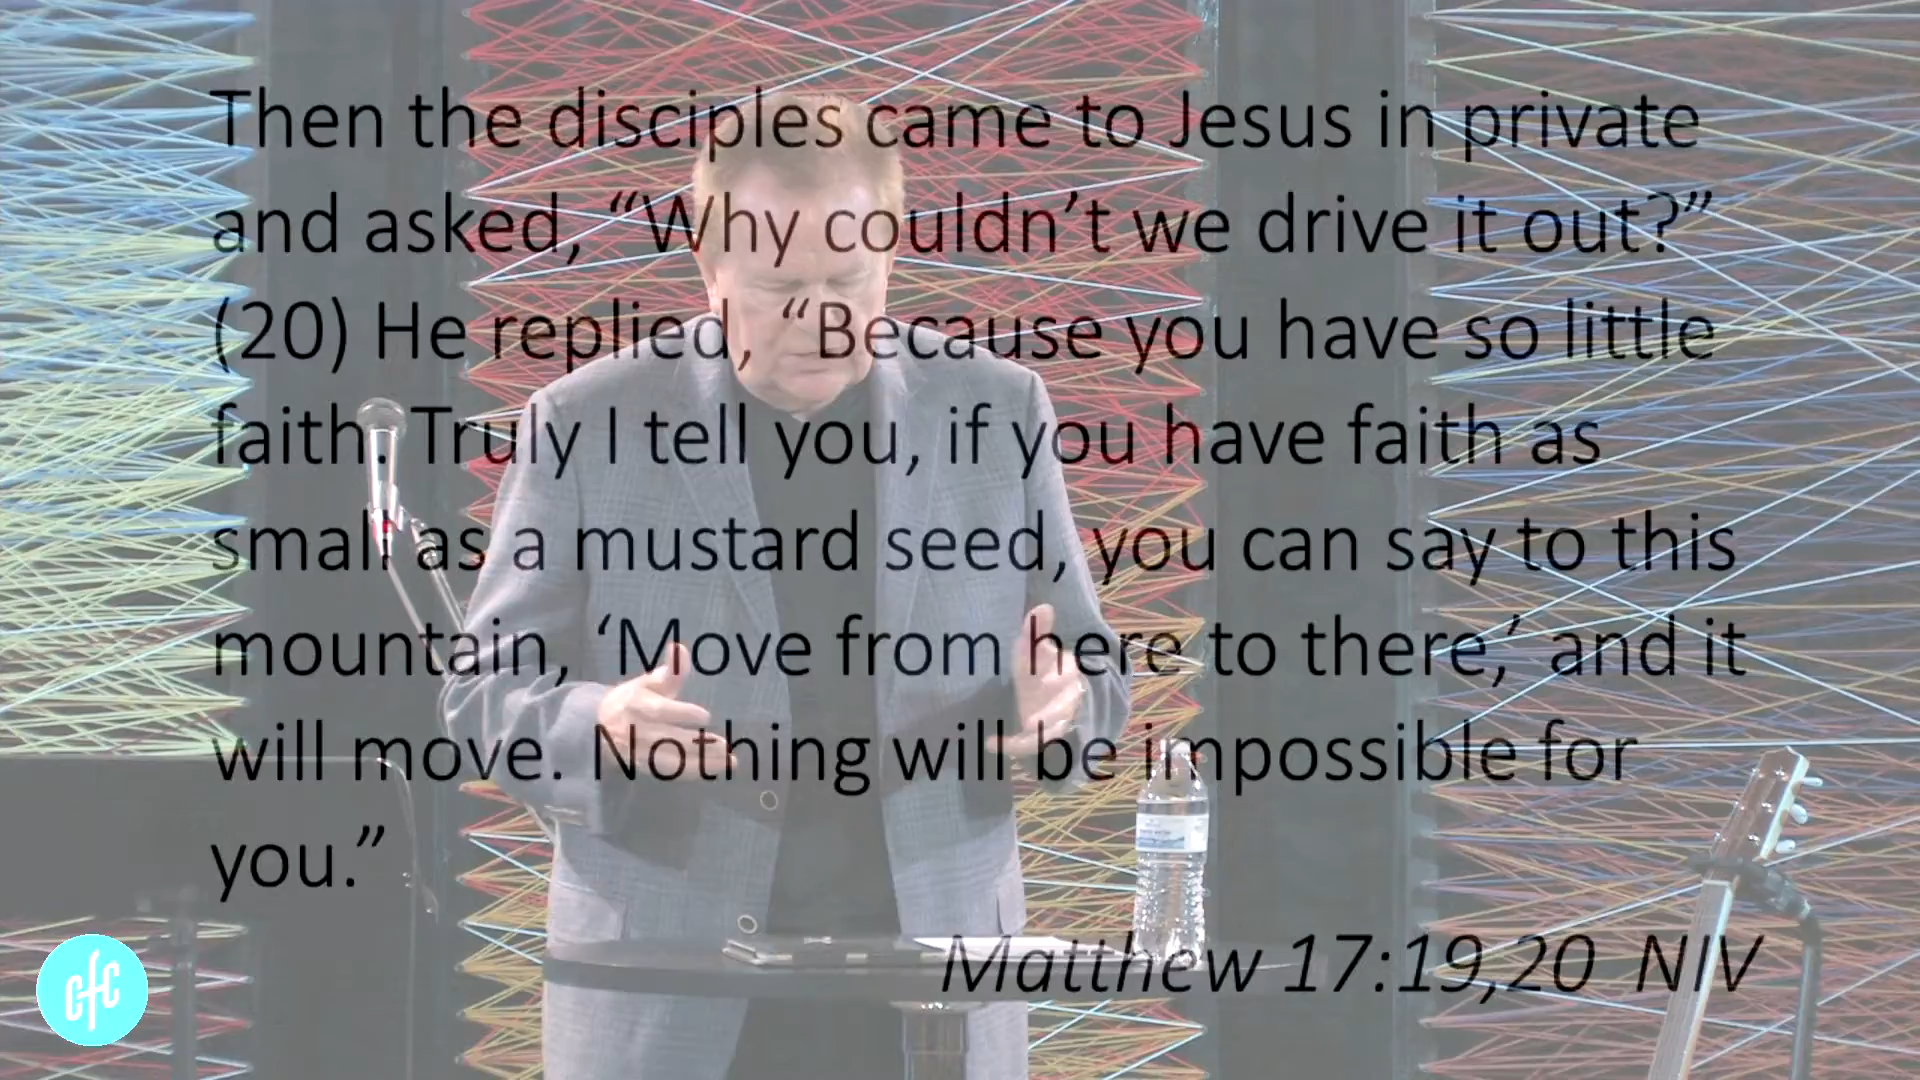 Then the disciples came to Jesus in private
and asked, “Why couldn’t we drive it out?”
(20) He replied, “Because you have so little
faith. Truly I tell you, if you have faith as
small as a mustard seed, you can say to this
mountain, ‘Move from here to there,’ and it
will move. Nothing will be impossible for
you.”
Matthew 17:19,20 NIV
cfc